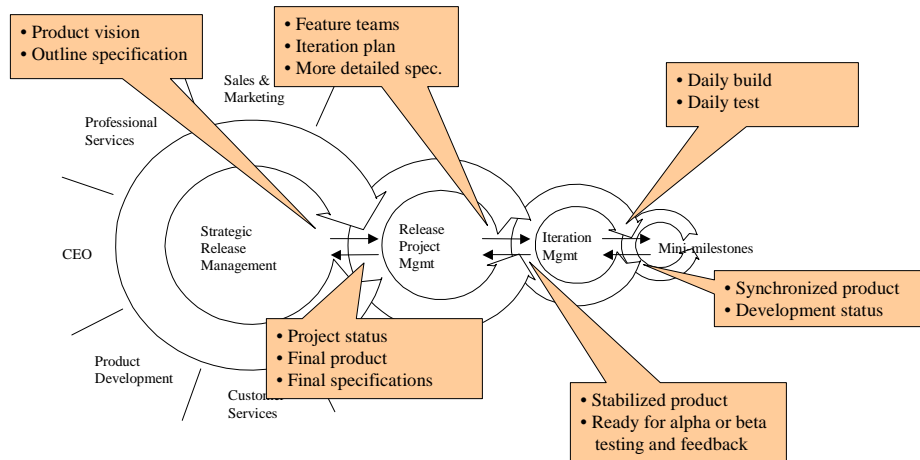 • Product vision
• Outline specification
• Feature teams
• Iteration plan
• More detailed spec.
• Daily build
• Daily test
Sales &
Marketing
Professional
Services
CEO
Product
Development
Customer
Services
Strategic
Release
Management
Release
Project
Mgmt
Iteration
Mgmt
Mini-milestones
• Project status
• Final product
• Final specifications
• Stabilized product
• Ready for alpha or beta
testing and feedback
• Synchronized product
• Development status